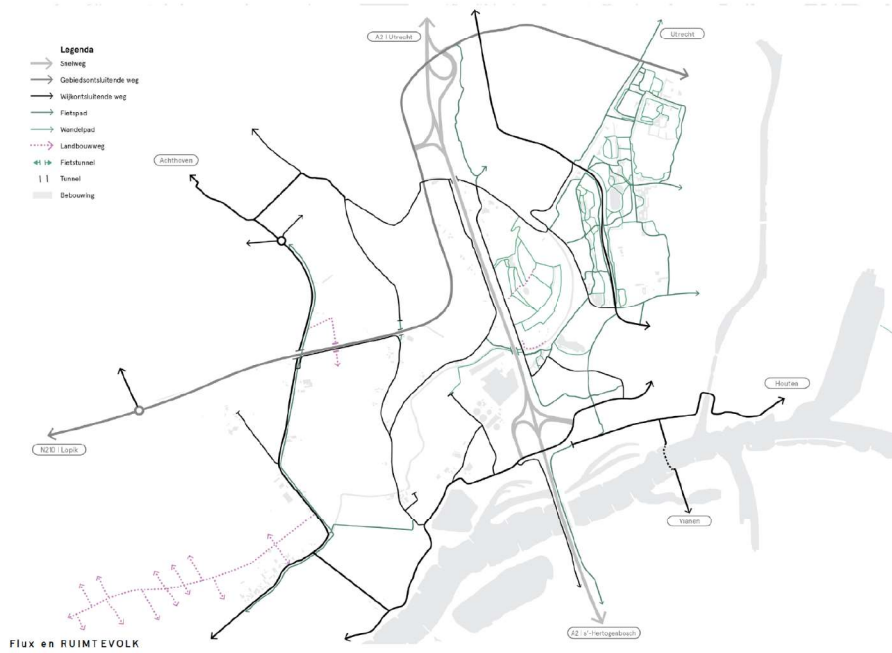 Legenda
Snelweg
Gebiedsontsluitende weg
Wijkontsluitende weg
Fietspad
Wandelpad
Landbouwweg
Fietstunnel
Tunnel
Bebouwing
A2 | Utrecht
Utrecht
Achthoven
Houten
N210 | Lopik
Vianen
A2 | s'-Hertogenbosch
Flux en RUIMTEVOLK